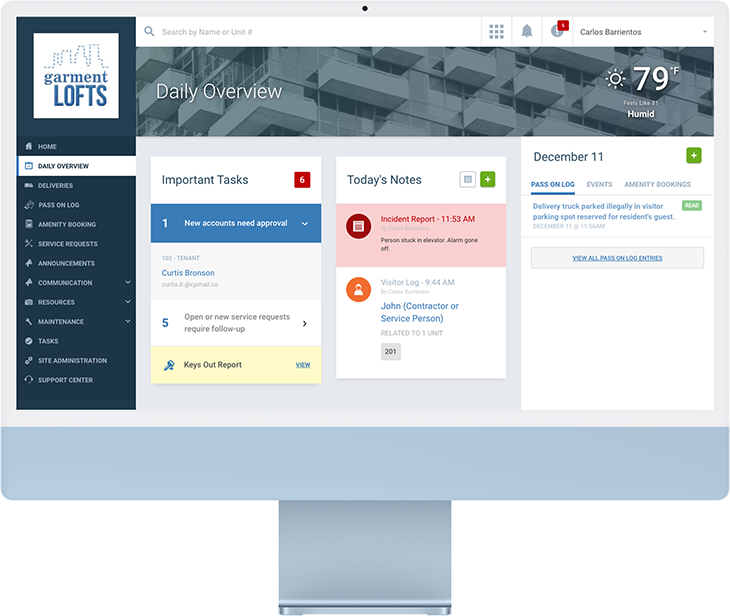 garment
LOFTS
Search by Name or Unit #
6
Carlos Barrientos
Daily Overview
79°F
Feels Like 81
Humid
HOME
DAILY OVERVIEW
DELIVERIES
PASS ON LOG
AMENITY BOOKING
SERVICE REQUESTS
ANNOUNCEMENTS
COMMUNICATION
RESOURCES
MAINTENANCE
TASKS
SITE ADMINISTRATION
SUPPORT CENTER
Important Tasks
6
1 New accounts need approval
102 - TENANT
Curtis Bronson
curtis.b.@cpmail.co
5 Open or new service requests
require follow-up
Keys Out Report
VIEW
Today's Notes
Incident Report - 11:53 AM
By Carlos Barrientos
Person stuck in elevator. Alarm gone
off.
Visitor Log - 9:44 AM
By Carlos Barrientos
John (Contractor or
Service Person)
RELATED TO 1 UNIT
201
December 11
PASS ON LOG
EVENTS
AMENITY BOOKINGS
Delivery truck parked illegally in visitor
parking spot reserved for resident's guest.
READ
DECEMBER 11 @ 11:56AM
VIEW ALL PASS ON LOG ENTRIES